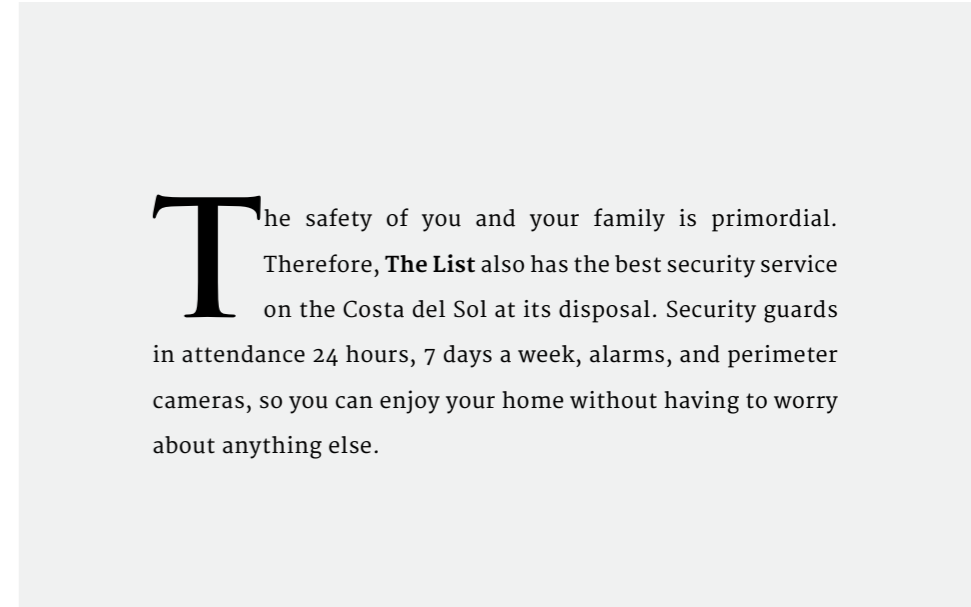 The safety of you and your family is primordial.
Therefore, The List also has the best security service
on the Costa del Sol at its disposal. Security guards
in attendance 24 hours, 7 days a week, alarms, and perimeter
cameras, so you can enjoy your home without having to worry
about anything else.